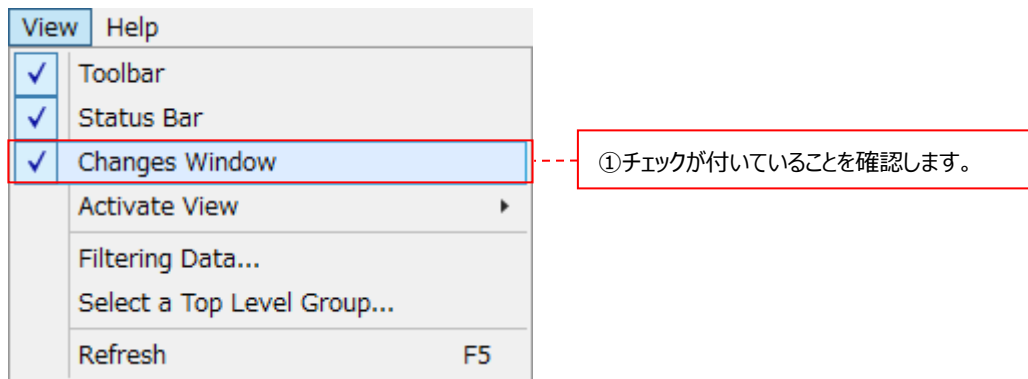 View Help
Toolbar
Status Bar
Changes Window
①チェックが付いていることを確認します。
Activate View
Filtering Data...
Select a Top Level Group...
Refresh F5